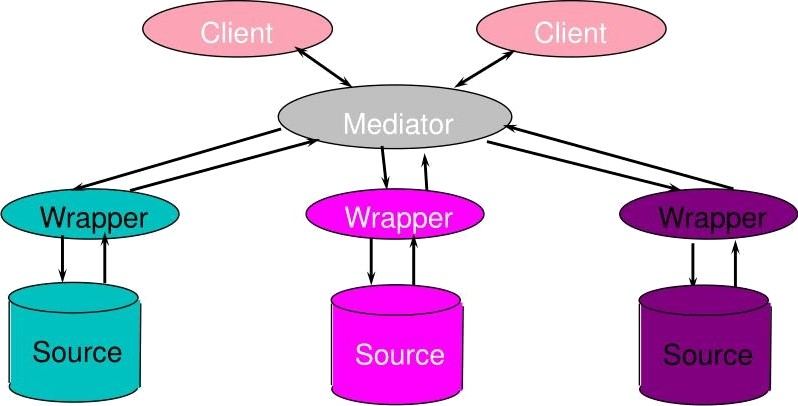 Client
Client
Mediator
Wrapper
Wrapper
Wrapper
Source
Source
Source